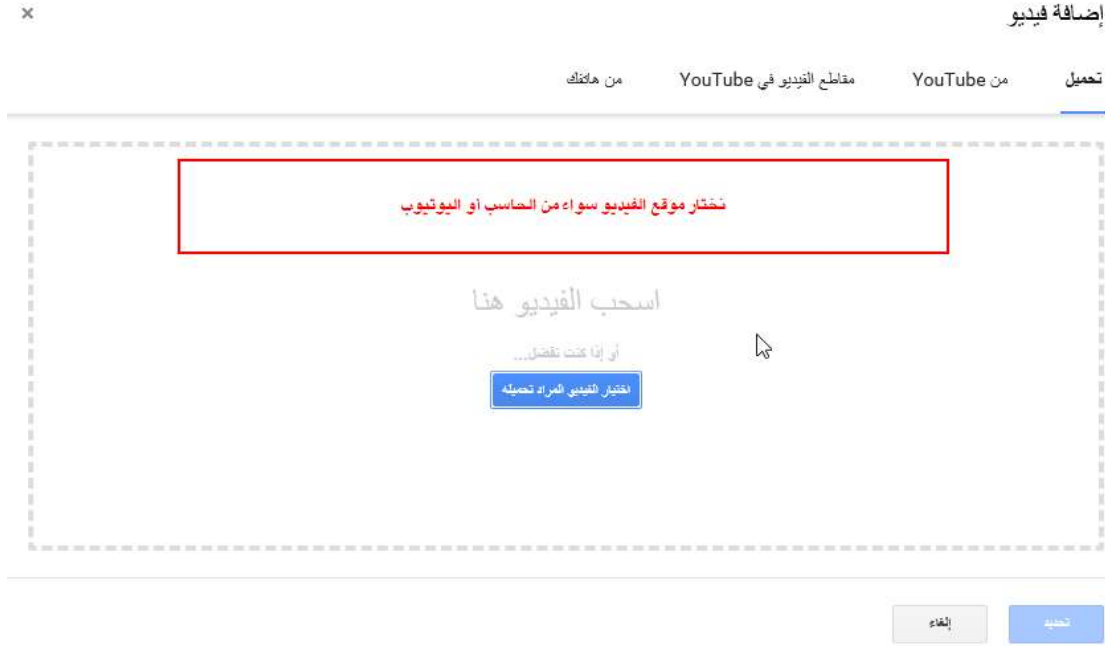 إضافة فيديو
×
تحميل
من YouTube
مقاطع الفيديو في YouTube
من هاتفك
نختار موقع الفيديو سواء من الحاسب أو اليوتيوب
اسحب الفيديو هنا
أو إذا كنت تفضل...
اختيار الفيديو المراد تحميله
تحديد
إلغاء